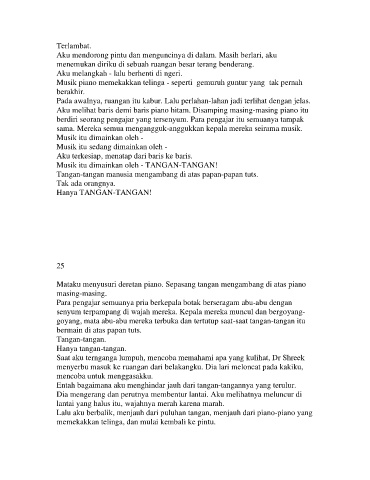 Terlambat.
Aku mendorong pintu dan menguncinya di dalam. Masih berlari, aku
menemukan diriku di sebuah ruangan besar terang benderang.
Aku melangkah - lalu berhenti di ngeri.
Musik piano memekakkan telinga - seperti gemuruh guntur yang tak pernah
berakhir.
Pada awalnya, ruangan itu kabur. Lalu perlahan-lahan jadi terlihat dengan jelas.
Aku melihat baris demi baris piano hitam. Disamping masing-masing piano itu
berdiri seorang pengajar yang tersenyum. Para pengajar itu semuanya tampak
sama. Mereka semua mengangguk-anggukkan kepala mereka seirama musik.
Musik itu dimainkan oleh -
Musik itu sedang dimainkan oleh -
Aku terkesiap, menatap dari baris ke baris.
Musik itu dimainkan oleh - TANGAN-TANGAN!
Tangan-tangan manusia mengambang di atas papan-papan tuts.
Tak ada orangnya.
Hanya TANGAN-TANGAN!
25
Mataku menyusuri deretan piano. Sepasang tangan mengambang di atas piano
masing-masing.
Para pengajar semuanya pria berkepala botak berseragam abu-abu dengan
senyum terpampang di wajah mereka. Kepala mereka muncul dan bergoyang-
goyang, mata abu-abu mereka terbuka dan tertutup saat-saat tangan-tangan itu
bermain di atas papan tuts.
Tangan-tangan.
Hanya tangan-tangan.
Saat aku ternganga lumpuh, mencoba memahami apa yang kulihat, Dr Shreek
menyerbu masuk ke ruangan dari belakangku. Dia lari meloncat pada kakiku,
mencoba untuk menggasakku.
Entah bagaimana aku menghindar jauh dari tangan-tangannya yang terulur.
Dia mengerang dan perutnya membentur lantai. Aku melihatnya meluncur di
lantai yang halus itu, wajahnya merah karena marah.
Lalu aku berbalik, menjauh dari puluhan tangan, menjauh dari piano-piano yang
memekakkan telinga, dan mulai kembali ke pintu.